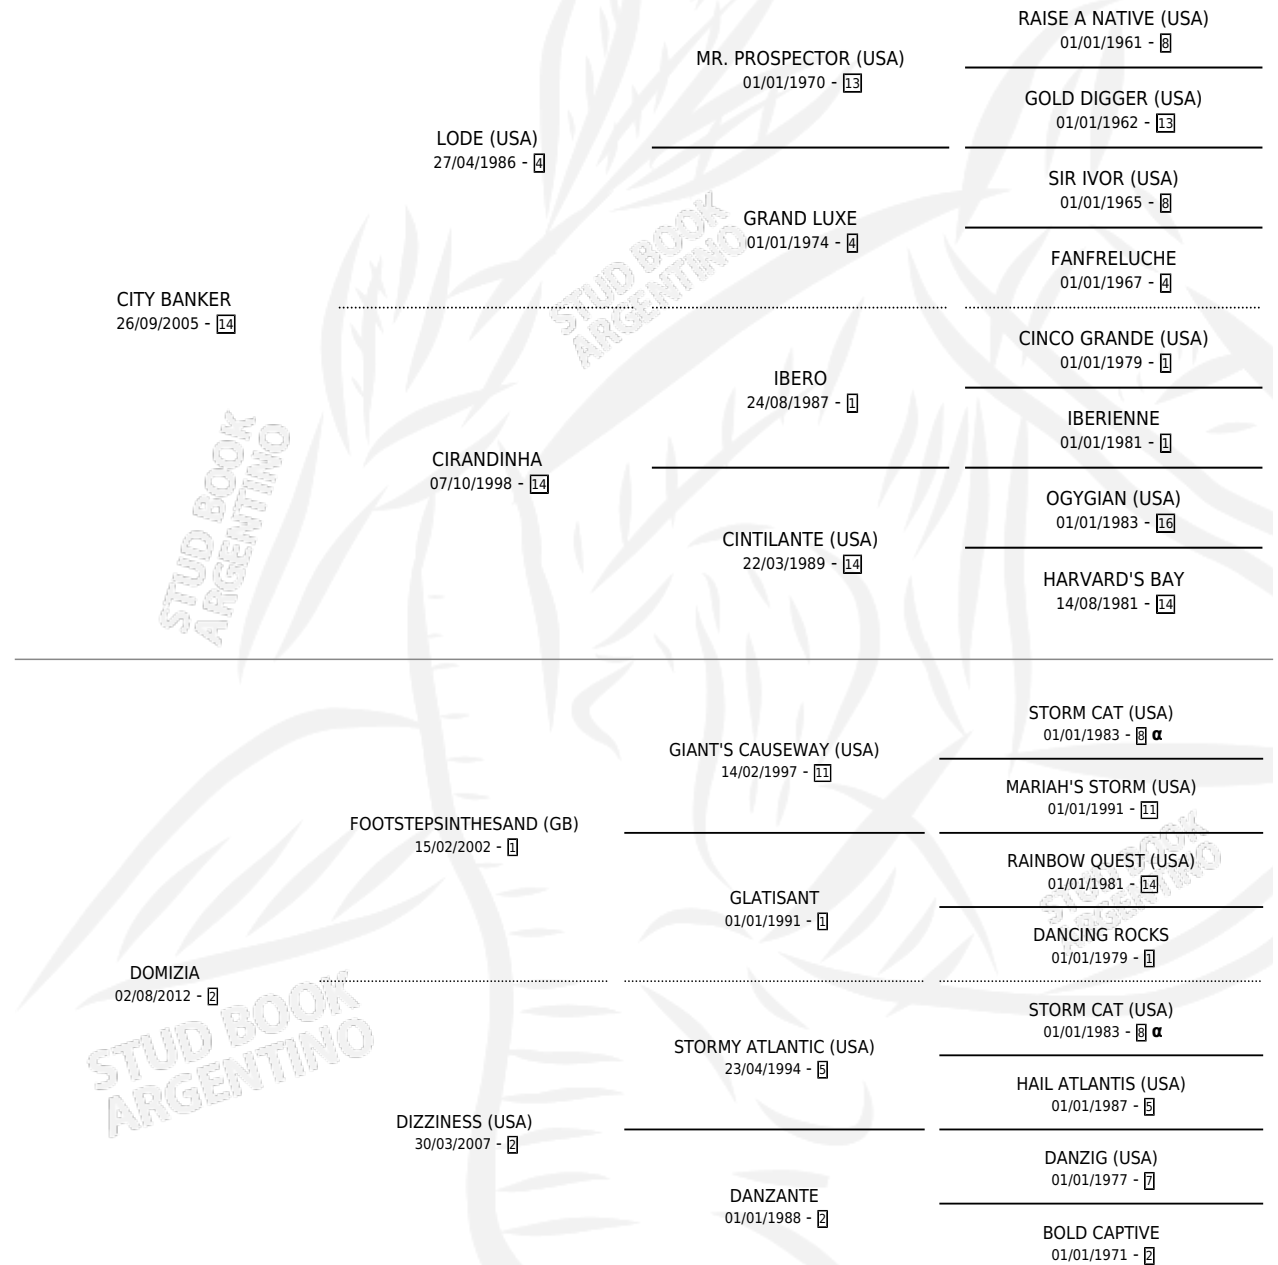 RAISE A NATIVE (USA)
01/01/1961 - 8
MR. PROSPECTOR (USA)
01/01/1970 - 13
GOLD DIGGER (USA)
01/01/1962 - 13
LODE (USA)
27/04/1986 - 4
SIR IVOR (USA)
01/01/1965 - 8
GRAND LUXE
01/01/1974 - 4
FANFRELUCHE
01/01/1967 - 4
CITY BANKER
26/09/2005 - 14
CINCO GRANDE (USA)
01/01/1979 - 1
IBERO
24/08/1987 - 1
IBERIENNE
01/01/1981 - 1
CIRANDINHA
07/10/1998 - 14
OGYGIAN (USA)
01/01/1983 - 16
CINTILANTE (USA)
22/03/1989 - 14
HARVARD'S BAY
14/08/1981 - 14
STORM CAT (USA)
01/01/1983 - 8 α
GIANT'S CAUSEWAY (USA)
14/02/1997 - 11
MARIAH'S STORM (USA)
01/01/1991 - 11
FOOTSTEPSINTHESAND (GB)
15/02/2002 - 1
RAINBOW QUEST (USA)
01/01/1981 - 14
GLATISANT
01/01/1991 - 1
DANCING ROCKS
01/01/1979 - 1
DOMIZIA
02/08/2012 - 2
STORM CAT (USA)
01/01/1983 - 8 α
STORMY ATLANTIC (USA)
23/04/1994 - 5
HAIL ATLANTIS (USA)
01/01/1987 - 5
DIZZINESS (USA)
30/03/2007 - 2
DANZIG (USA)
01/01/1977 - 7
DANZANTE
01/01/1988 - 2
BOLD CAPTIVE
01/01/1971 - 2
STUD BOOK
ARGENTINO
STUD BOOK
ARGENTINO
STUD BOOK
ARGENTINO
STUD BOOK
ARGENTINO